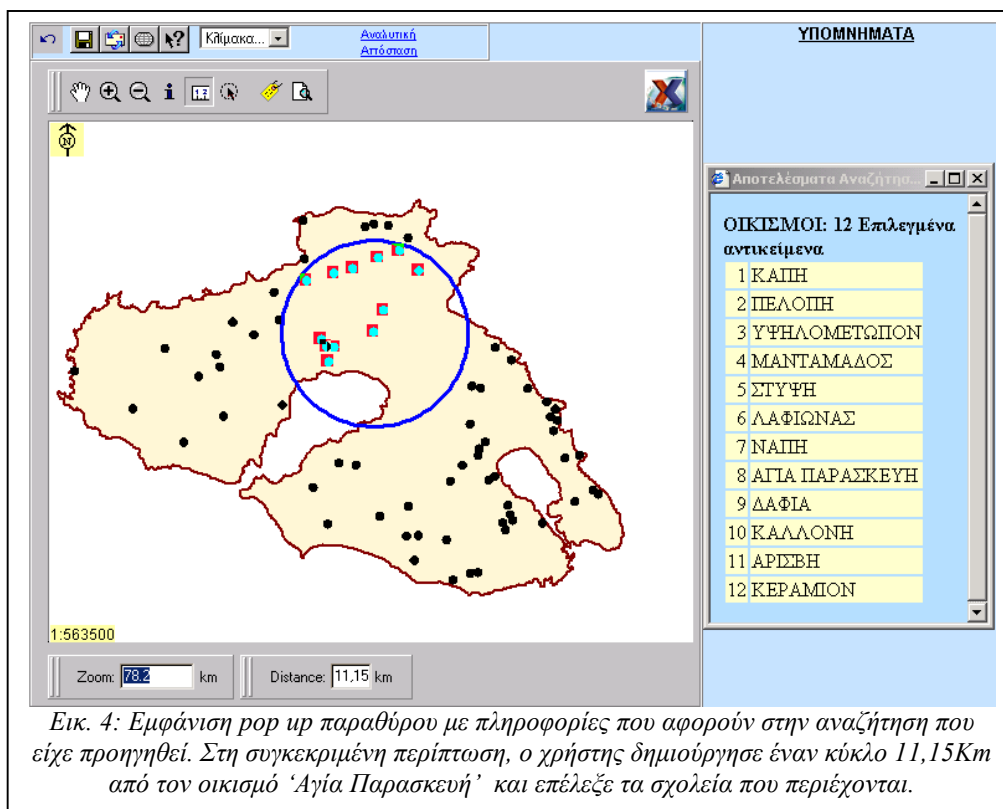 Κλίμακα...
Αναλυτική
Απόσταση
ΥΠΟΜΝΗΜΑΤΑ
N
1:563500
Zoom: 78.2 km
Distance: 11,15 km
Αποτελέσματα Αναζήτησ...
ΟΙΚΙΣΜΟΙ: 12 Επιλεγμένα
αντικείμενα
1 ΚΑΠΗ
2 ΠΕΛΟΠΗ
3 ΥΨΗΛΟΜΕΤΩΠΟΝ
4 ΜΑΝΤΑΜΑΔΟΣ
5 ΣΤΥΨΗ
6 ΛΑΦΙΩΝΑΣ
7 ΝΑΠΗ
8 ΑΓΙΑ ΠΑΡΑΣΚΕΥΗ
9 ΔΑΦΙΑ
10 ΚΑΛΛΟΝΗ
11 ΑΡΙΣΒΗ
12 ΚΕΡΑΜΙΟΝ
Εικ. 4: Εμφάνιση pop up παραθύρου με πληροφορίες που αφορούν στην αναζήτηση που
είχε προηγηθεί. Στη συγκεκριμένη περίπτωση, ο χρήστης δημιούργησε έναν κύκλο 11,15Km
από τον οικισμό ‘Αγία Παρασκευή’ και επέλεξε τα σχολεία που περιέχονται.